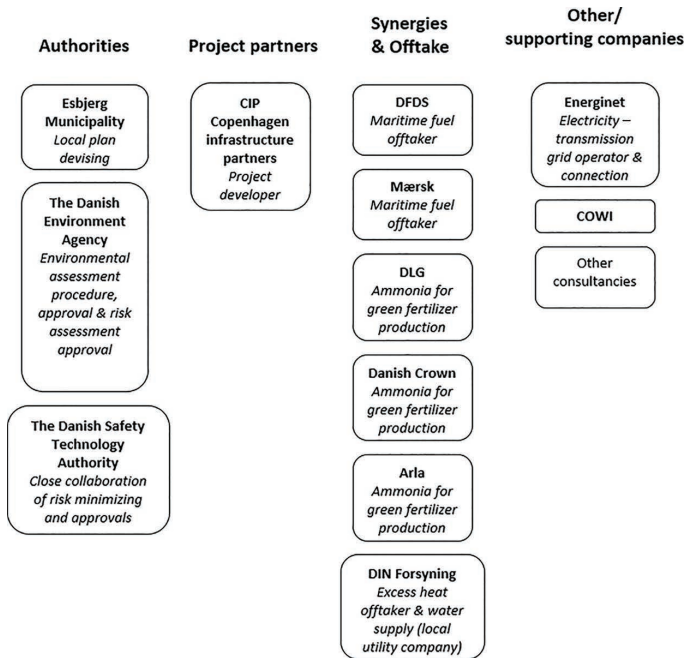 Authorities
Esbjerg
Municipality
Local plan
devising
The Danish
Environment
Agency
Environmental
assessment
procedure,
approval & risk
assessment
approval
The Danish Safety
Technology
Authority
Close collaboration
of risk minimizing
and approvals
Project partners
CIP
Copenhagen
infrastructure
partners
Project
developer
Synergies
& Offtake
DFDS
Maritime fuel
offtaker
Mærsk
Maritime fuel
offtaker
DLG
Ammonia for
green fertilizer
production
Danish Crown
Ammonia for
green fertilizer
production
Arla
Ammonia for
green fertilizer
production
DIN Forsyning
Excess heat
offtaker & water
supply (local
utility company)
Other/
supporting companies
Energinet
Electricity –
transmission
grid operator &
connection
COWI
Other
consultancies